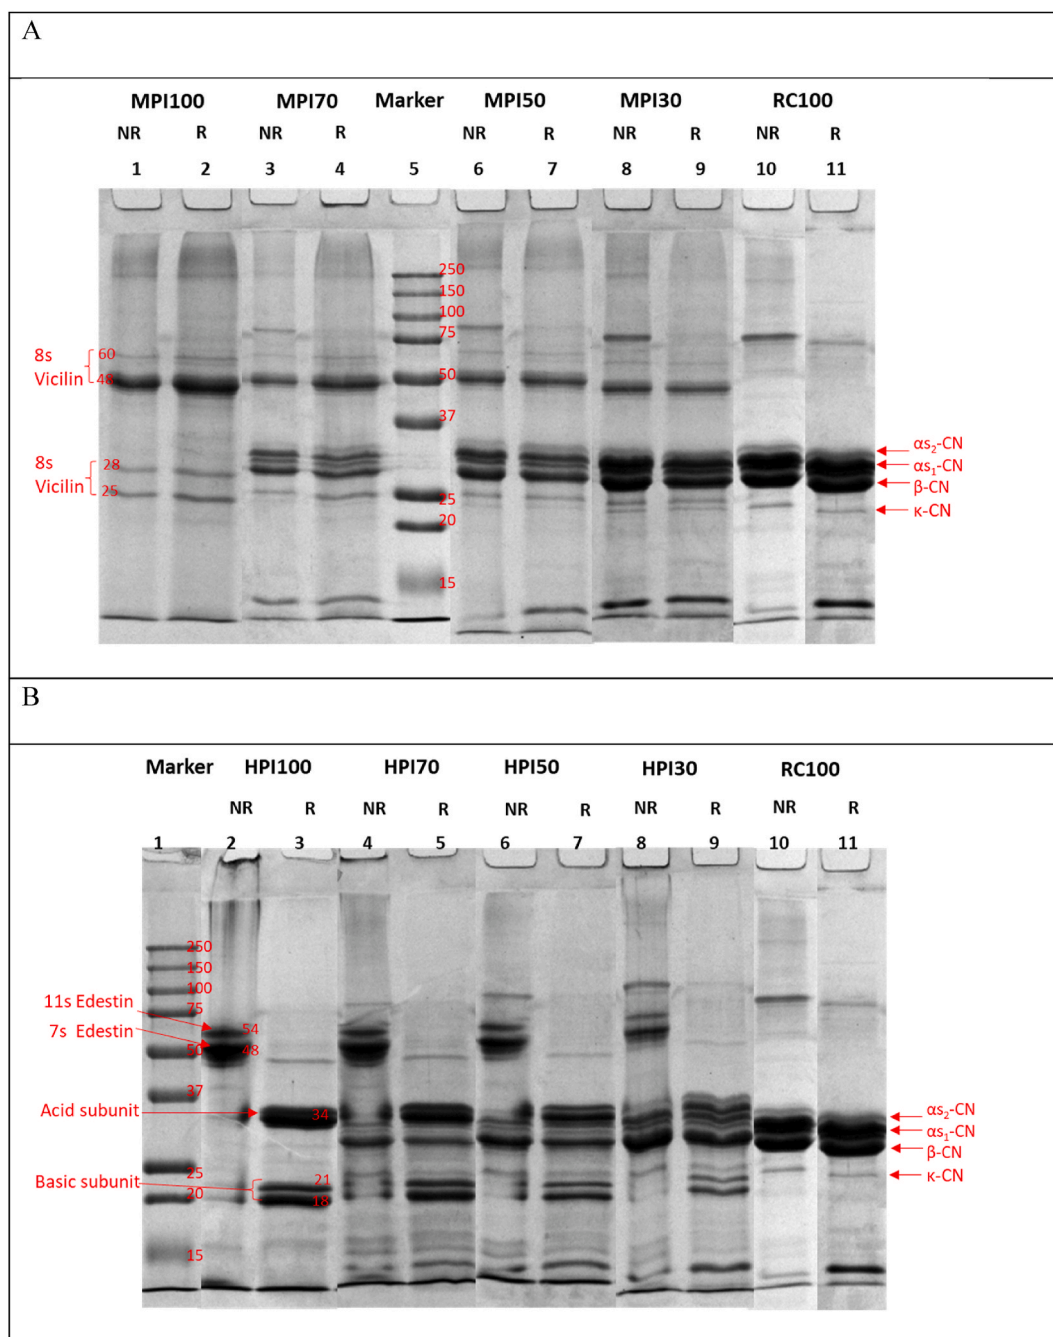 A
MPI100 MPI70 Marker MPI50 MPI30 RC100
NR R NR R NR R NR R NR R
1 2 3 4 5 6 7 8 9 10 11
250
150
100
75
8s 60
Vicilin 48
50
37
αs₂-CN
8s 28
αs₁-CN
Vicilin 25
β-CN
25
κ-CN
20
15
B
Marker HPI100 HPI70 HPI50 HPI30 RC100
NR R NR R NR R NR R NR R
1 2 3 4 5 6 7 8 9 10 11
250
150
100
11s Edestin 75
54
7s Edestin 50 48
37
Acid subunit 34
αs₂-CN
αs₁-CN
β-CN
25
κ-CN
Basic subunit 21
20 18
15